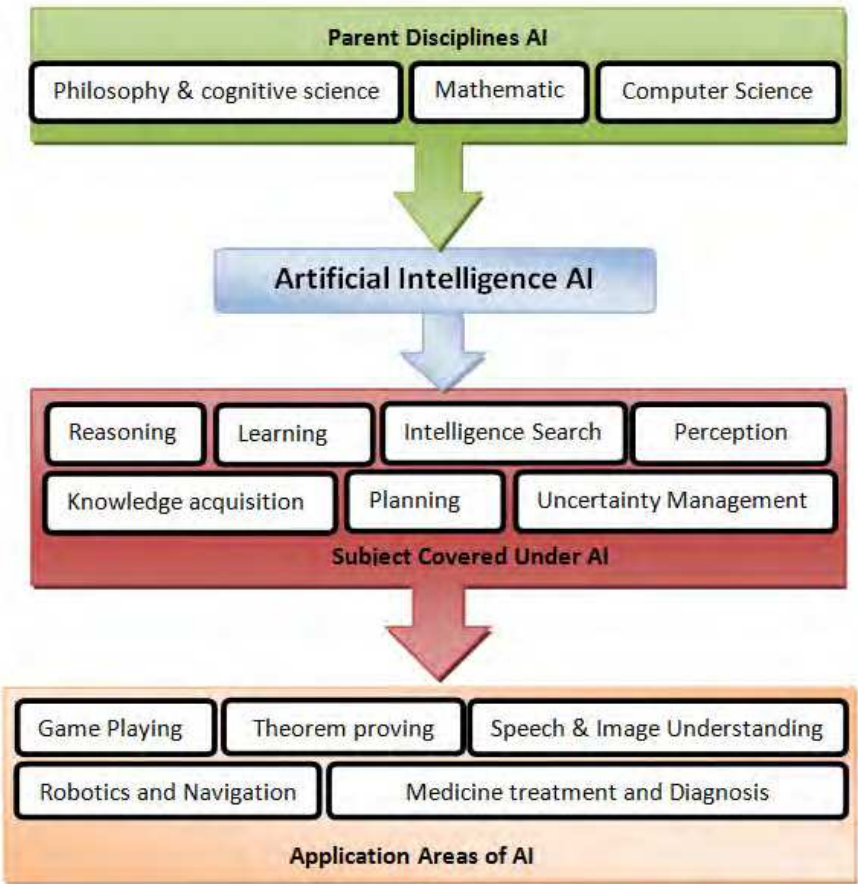 Parent Disciplines AI
Philosophy & cognitive science
Mathematic
Computer Science
Artificial Intelligence AI
Reasoning
Learning
Intelligence Search
Perception
Knowledge acquisition
Planning
Uncertainty Management
Subject Covered Under AI
Game Playing
Theorem proving
Speech & Image Understanding
Robotics and Navigation
Medicine treatment and Diagnosis
Application Areas of AI